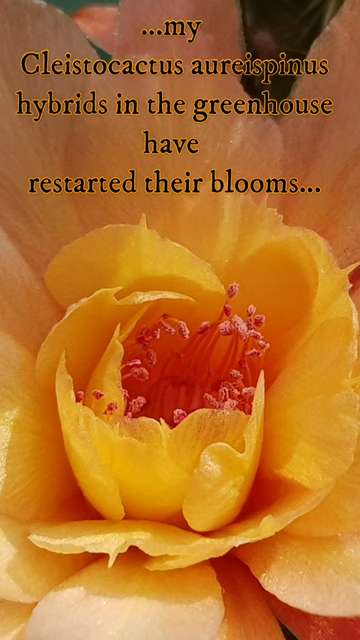 ...my
Cleistocactus aureispinus
hybrids in the greenhouse
have
restarted their blooms...